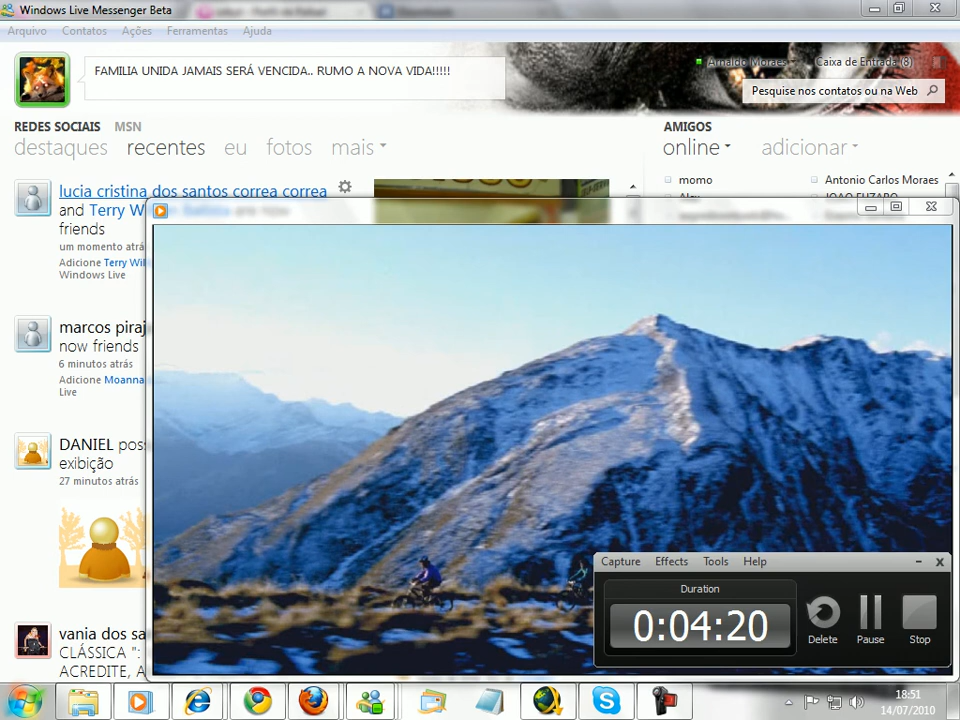 Windows Live Messenger Beta
Arquivo Contatos Ações Ferramentas Ajuda
FAMILIA UNIDA JAMAIS SERÁ VENCIDA.. RUMO A NOVA VIDA!!!!!
Arnaldo Moraes
Caixa de Entrada (8)
Pesquise nos contatos ou na Web
REDES SOCIAIS MSN
destaques recentes eu fotos mais
AMIGOS
online adicionar
lucia cristina dos santos correa correa
and Terry
friends
um momento atrá
Adicione Terry Wil
Windows Live
momo
Antonio Carlos Moraes
marcos piraj
now friends
6 minutos atrás
Adicione Moanna
Live
DANIEL pos
exibição
27 minutos atrás
vania dos sa
CLÁSSICA ":
ACREDITE, A
Capture Effects Tools Help
Duration
0:04:20
Delete Pause Stop
18:51
14/07/2010